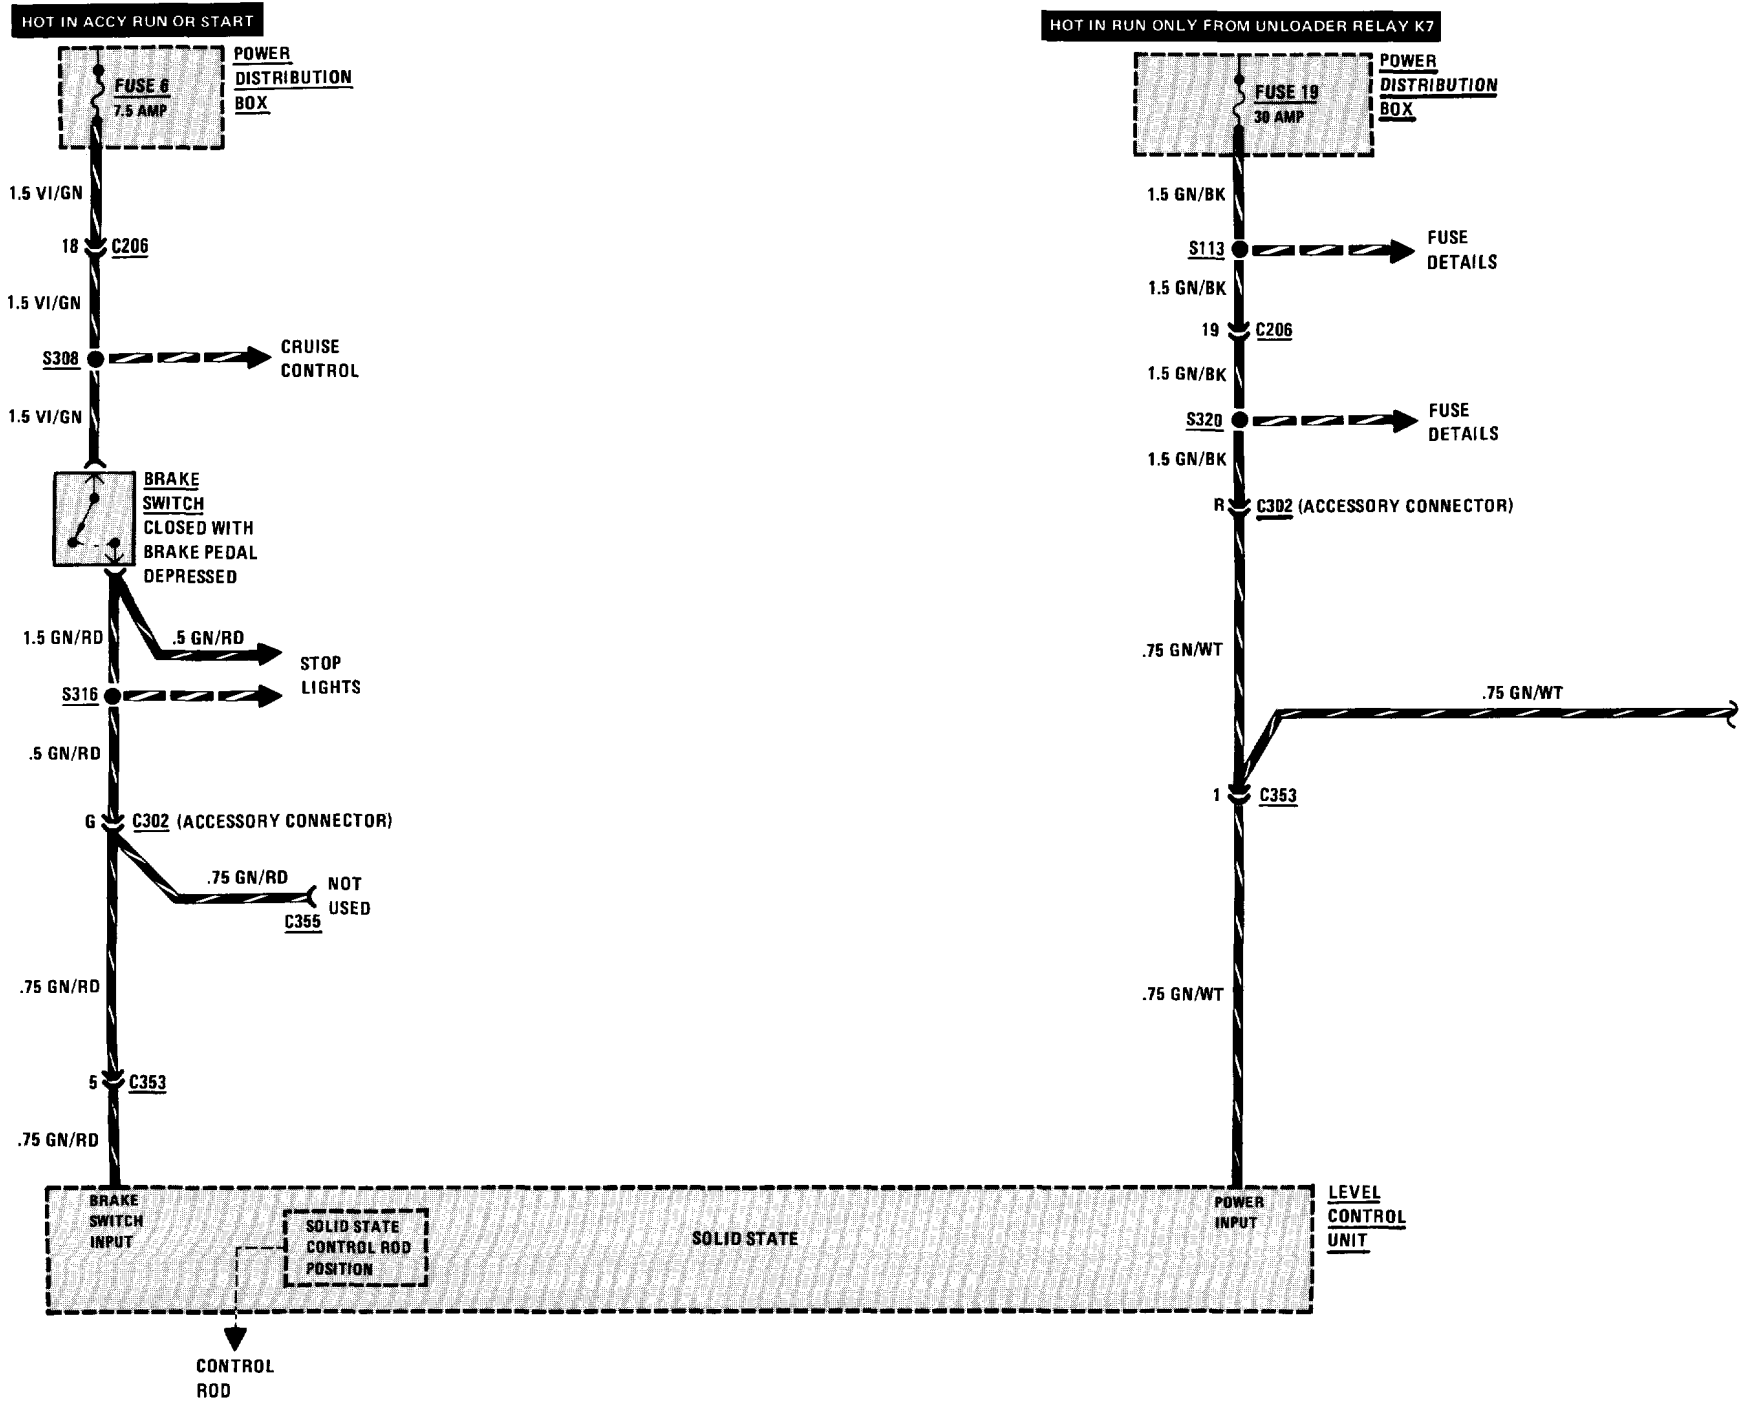 HOT IN ACCY RUN OR START
POWER
DISTRIBUTION
BOX
FUSE 6
7.5 AMP
1.5 VI/GN
18
C206
1.5 VI/GN
S308
CRUISE
CONTROL
1.5 VI/GN
BRAKE
SWITCH
CLOSED WITH
BRAKE PEDAL
DEPRESSED
1.5 GN/RD
.5 GN/RD
STOP
LIGHTS
S316
.5 GN/RD
G
C302 (ACCESSORY CONNECTOR)
.75 GN/RD
NOT
USED
C355
.75 GN/RD
5
C353
.75 GN/RD
BRAKE
SWITCH
INPUT
SOLID STATE
CONTROL ROD
POSITION
CONTROL
ROD
SOLID STATE
HOT IN RUN ONLY FROM UNLOADER RELAY K7
POWER
DISTRIBUTION
BOX
FUSE 19
30 AMP
1.5 GN/BK
S113
FUSE
DETAILS
1.5 GN/BK
19
C206
1.5 GN/BK
S320
FUSE
DETAILS
1.5 GN/BK
R
C302 (ACCESSORY CONNECTOR)
.75 GN/WT
.75 GN/WT
1
C353
.75 GN/WT
POWER
INPUT
LEVEL
CONTROL
UNIT